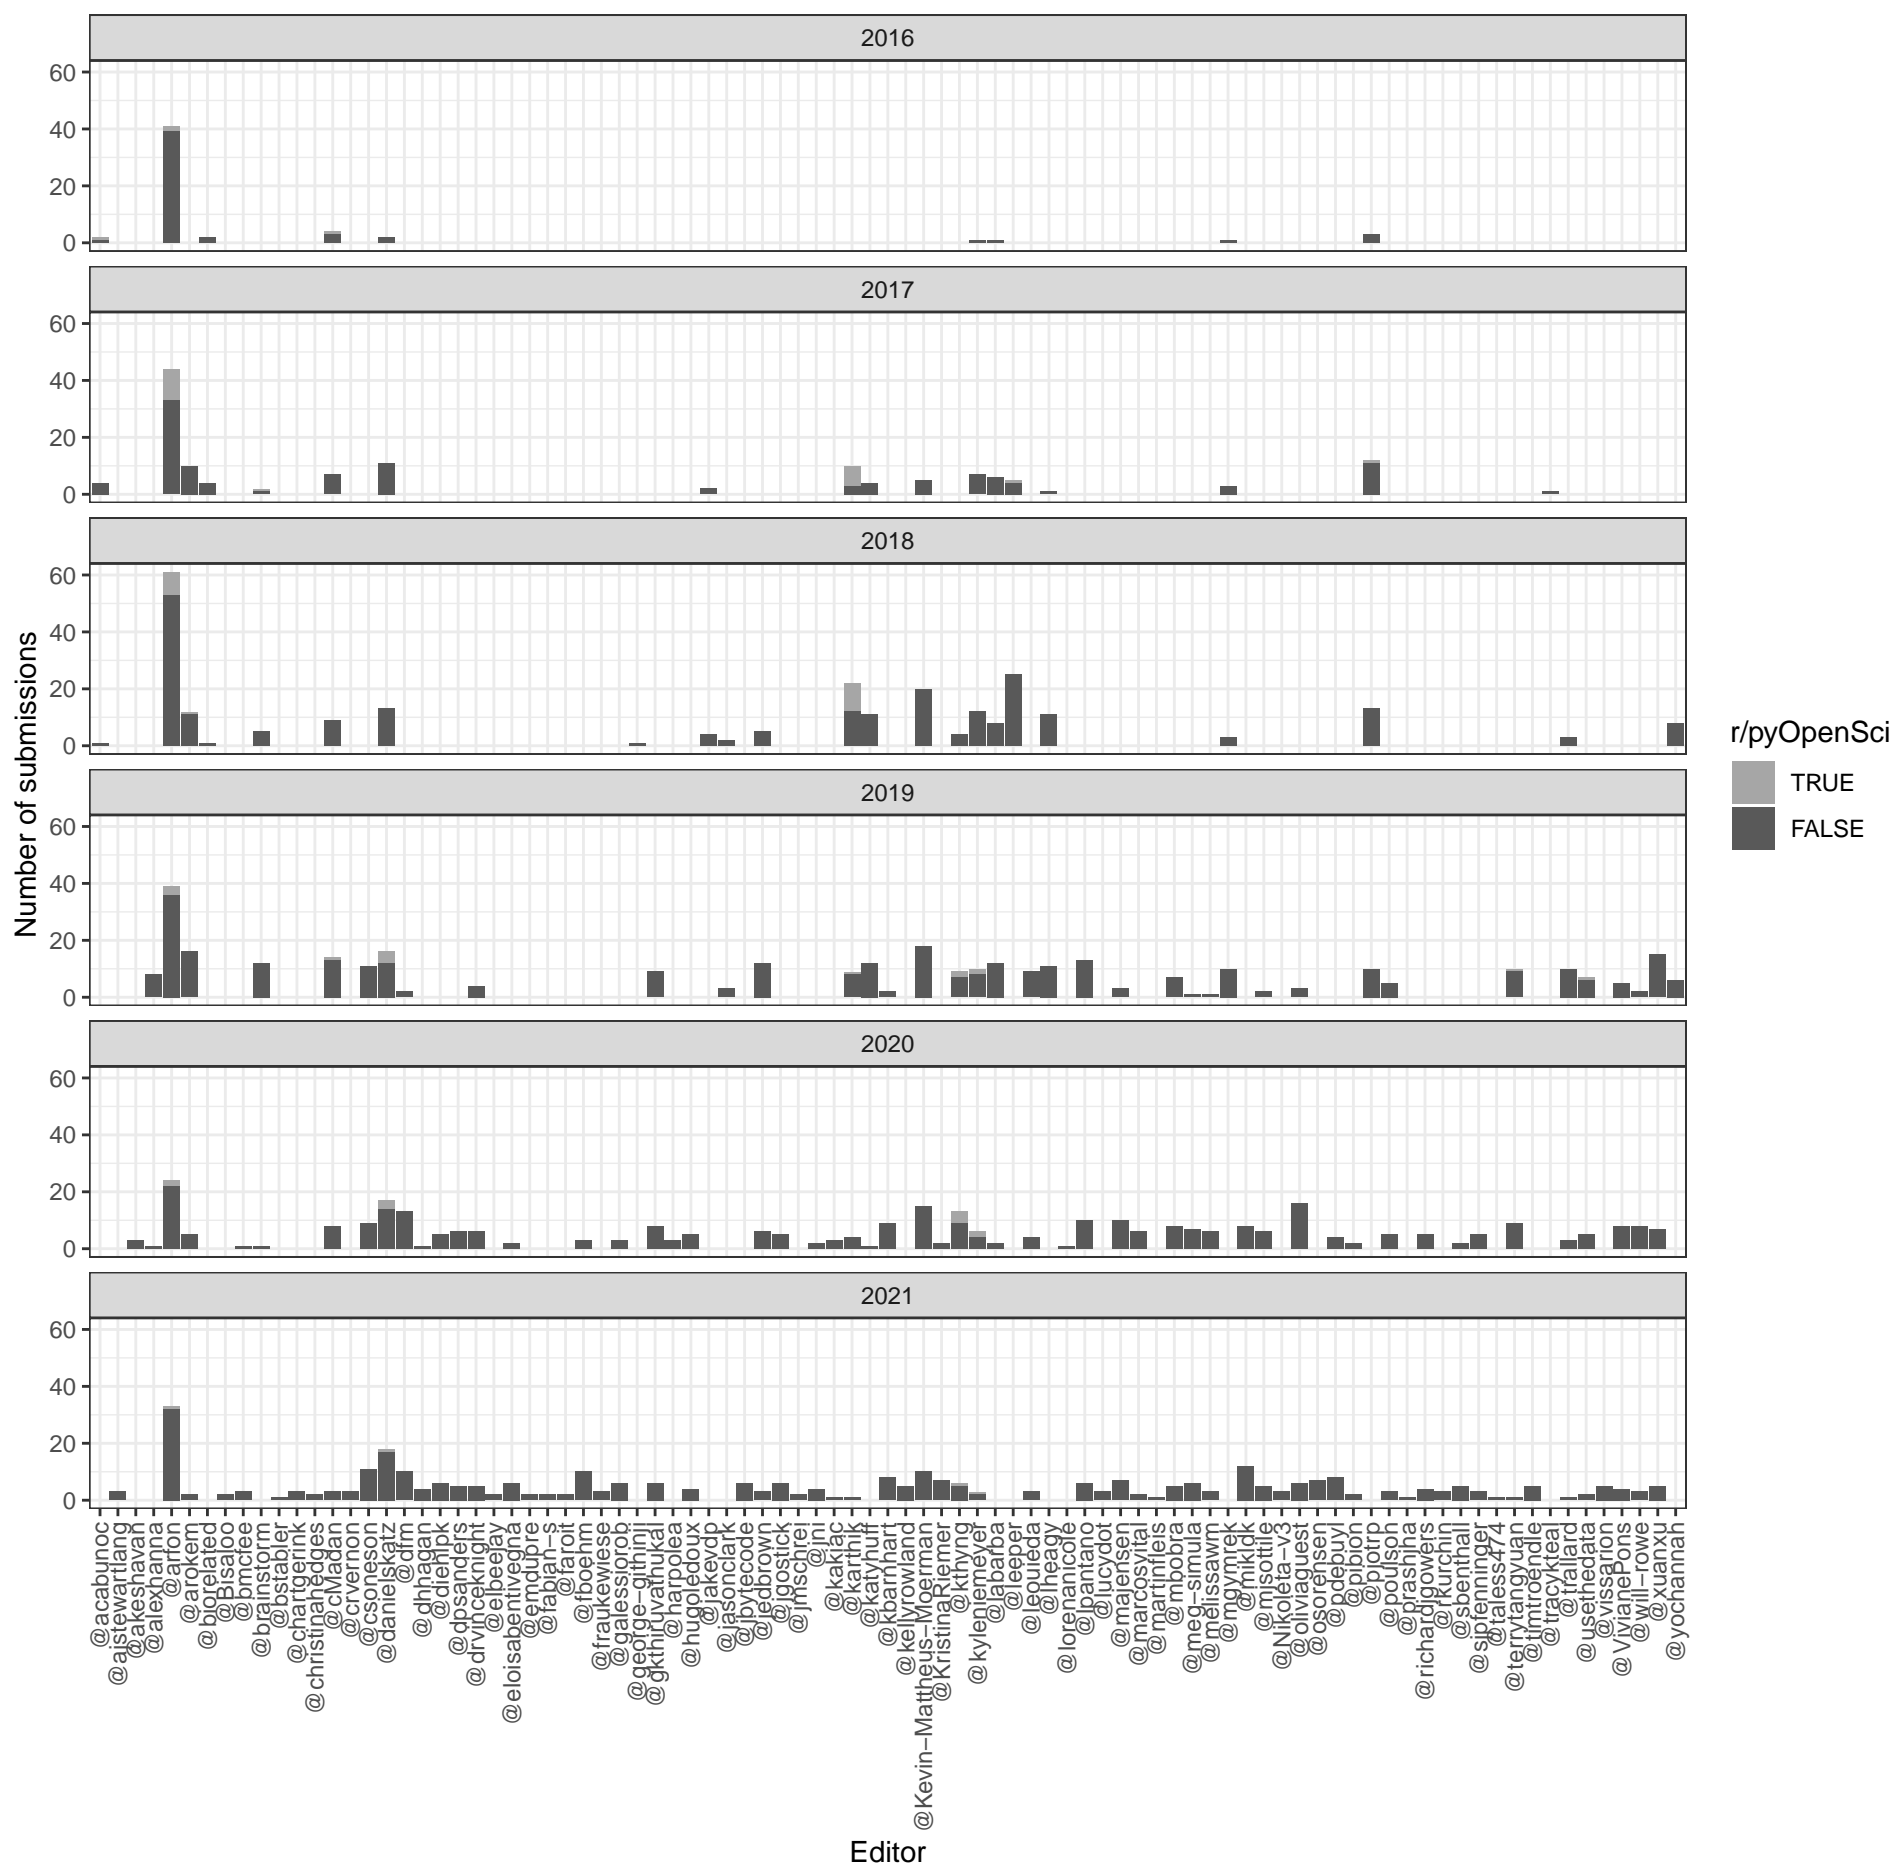 2016
60
40
20
0
2017
60
40
20
0
2018
60
40
20
0
2019
60
40
20
0
2020
60
40
20
0
2021
60
40
20
0
Number of submissions
@acabunoc
@ajstewartlang
@akeshavan
@alexhanna
@arfon
@arokem
@biorelated
@Bisaloo
@bmcfee
@brainstorm
@bstabler
@chartgerink
@christinahedges
@cMadan
@crvernon
@csoneson
@danielskatz
@dfm
@dhhagan
@diehlpk
@dpsanders
@drvinceknight
@elbeejay
@eloisabentivegna
@emdupre
@fabian−s
@faroit
@fboehm
@fraukewiese
@galessiorob
@george−githinji
@gkthiruvathukal
@harpolea
@hugoledoux
@jakevdp
@jasonclark
@jbytecode
@jedbrown
@jgostick
@jmschrei
@jni
@kakiac
@karthik
@katyhuff
@kbarnhart
@kellyrowland
@Kevin−Mattheus−Moerman
@KristinaRiemer
@kthyng
@kyleniemeyer
@labarba
@leeper
@leouieda
@lheagy
@lorenanicole
@lpantano
@lucydot
@majensen
@marcosvital
@martinfleis
@mbobra
@meg−simula
@melissawm
@mgymrek
@mikldk
@mjsottile
@Nikoleta−v3
@oliviaguest
@osorensen
@pdebuyl
@pibion
@pjotrp
@poulson
@prashjha
@richardjgowers
@rkurchin
@sbenthall
@sjpfenninger
@taless474
@terrytangyuan
@timtroendle
@tracykteal
@trallard
@usethedata
@vissarion
@VivianePons
@will−rowe
@xuanxu
@yochannah
Editor
r/pyOpenSci
TRUE
FALSE